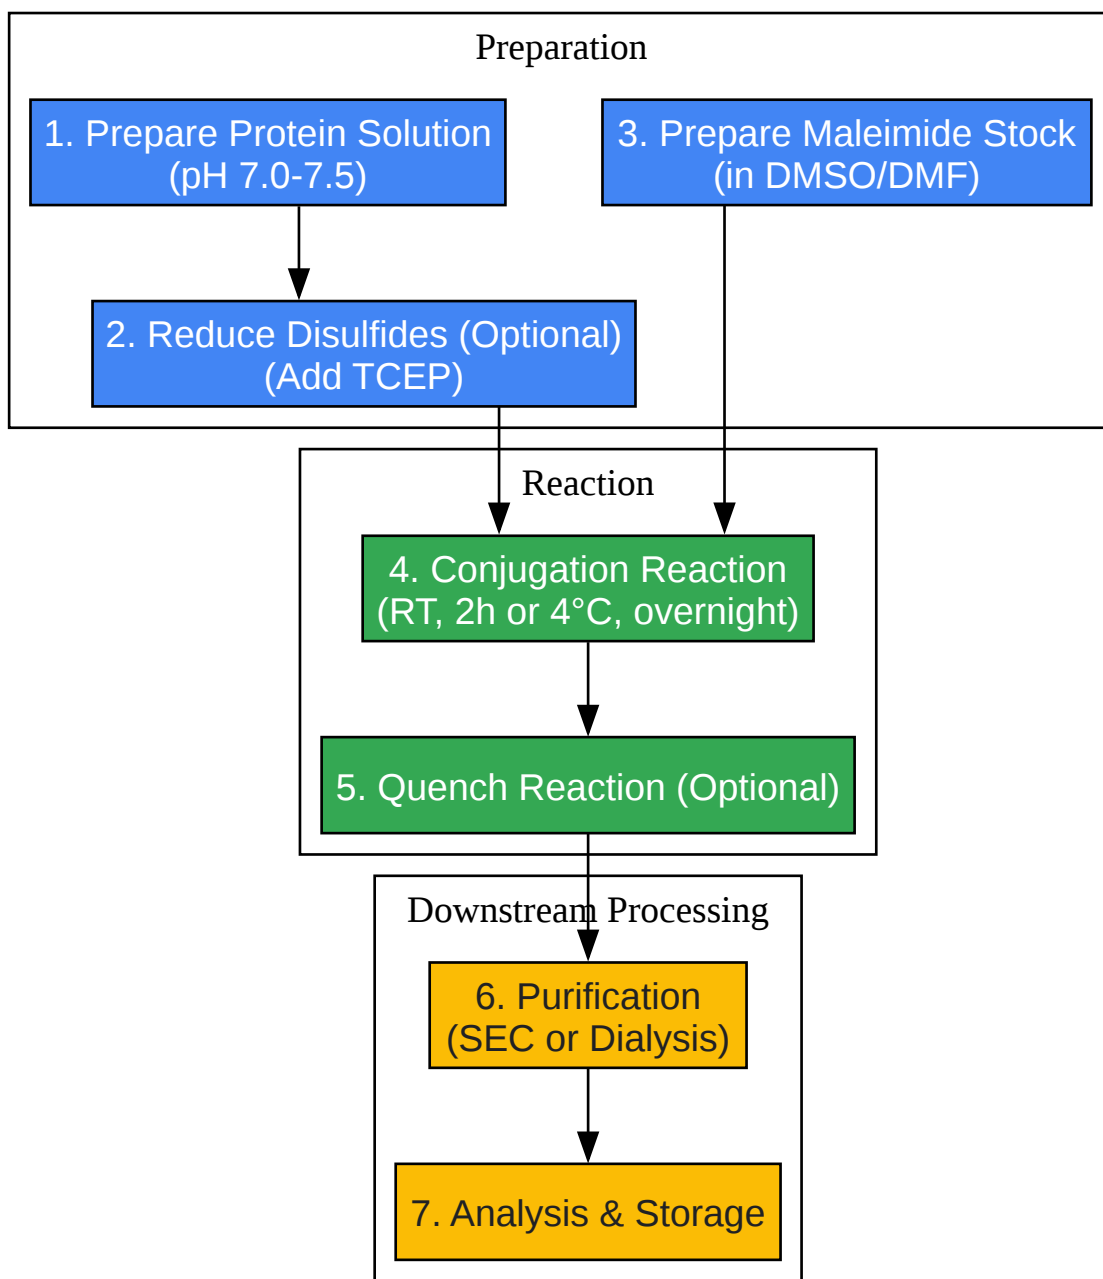 Preparation
1. Prepare Protein Solution
(pH 7.0-7.5)
3. Prepare Maleimide Stock
(in DMSO/DMF)
2. Reduce Disulfides (Optional)
(Add TCEP)
Reaction
4. Conjugation Reaction
(RT, 2h or 4°C, overnight)
5. Quench Reaction (Optional)
Downstream Processing
6. Purification
(SEC or Dialysis)
7. Analysis & Storage